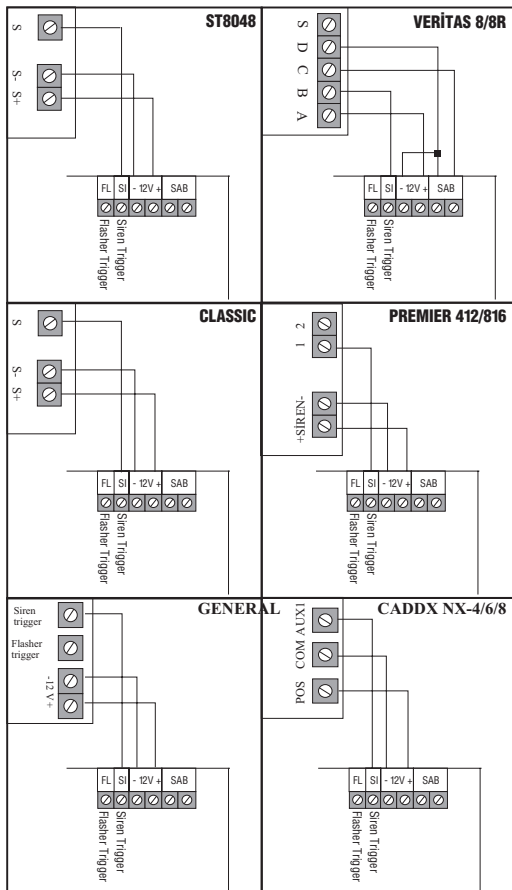 ST8048
S
S-
S+
FL SI - 12V + SAB
Flasher Trigger
Siren Trigger
VERİTAS 8/8R
S
D
C
B
A
FL SI - 12V + SAB
Flasher Trigger
Siren Trigger
CLASSIC
S
S-
S+
FL SI - 12V + SAB
Flasher Trigger
Siren Trigger
PREMIER 412/816
2
1
+SİREN-
FL SI - 12V + SAB
Flasher Trigger
Siren Trigger
GENERAL
Siren
trigger
Flasher
trigger
-12 V +
FL SI - 12V + SAB
Flasher Trigger
Siren Trigger
CADDX NX-4/6/8
AUX1
COM
POS
FL SI - 12V + SAB
Flasher Trigger
Siren Trigger